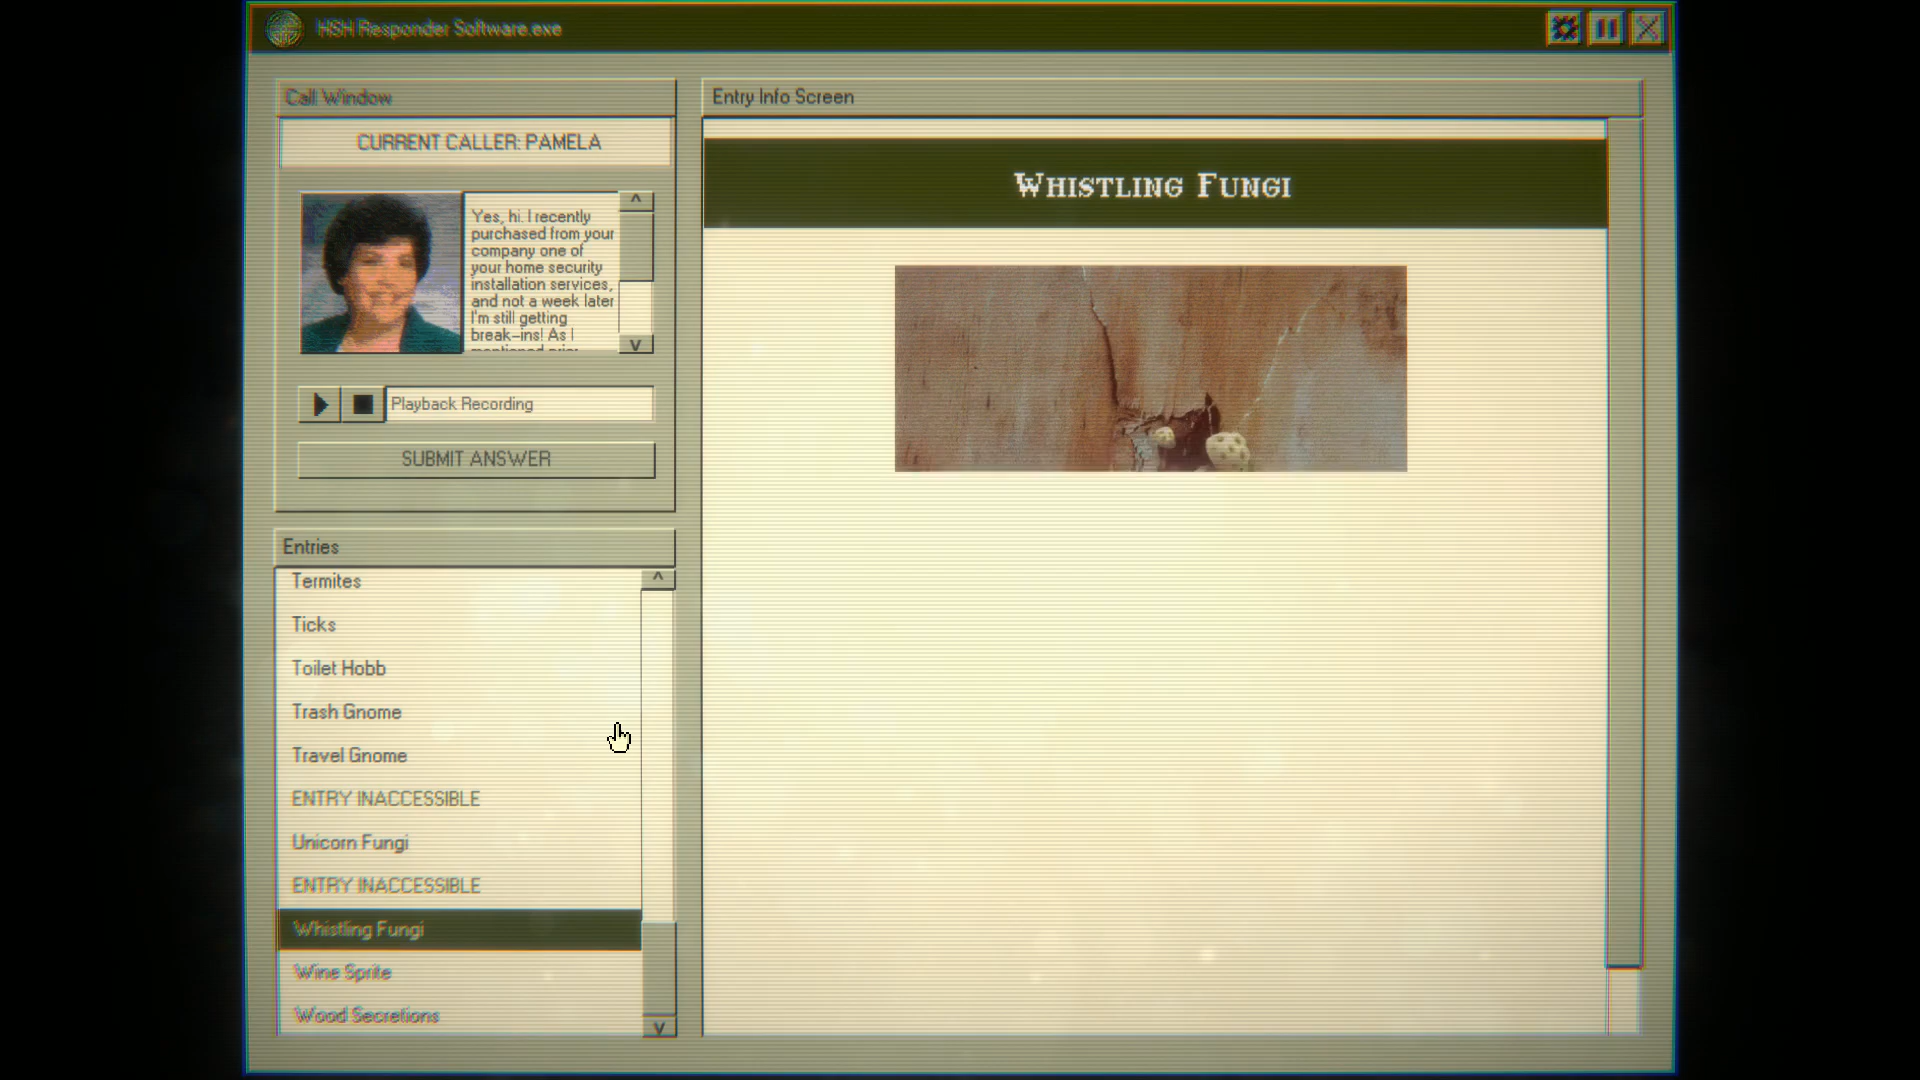 HSH Responder Software.exe
Call Window
CURRENT CALLER: PAMELA
Yes, hi. I recently
purchased from your
company one of
your home security
installation services,
and not a week later
I'm still getting
break-ins! As I
Playback Recording
SUBMIT ANSWER
Entries
Termites
Ticks
Toilet Hobb
Trash Gnome
Travel Gnome
ENTRY INACCESSIBLE
Unicorn Fungi
ENTRY INACCESSIBLE
Whistling Fungi
Wine Sprite
Wood Secretions
Entry Info Screen
Whistling Fungi